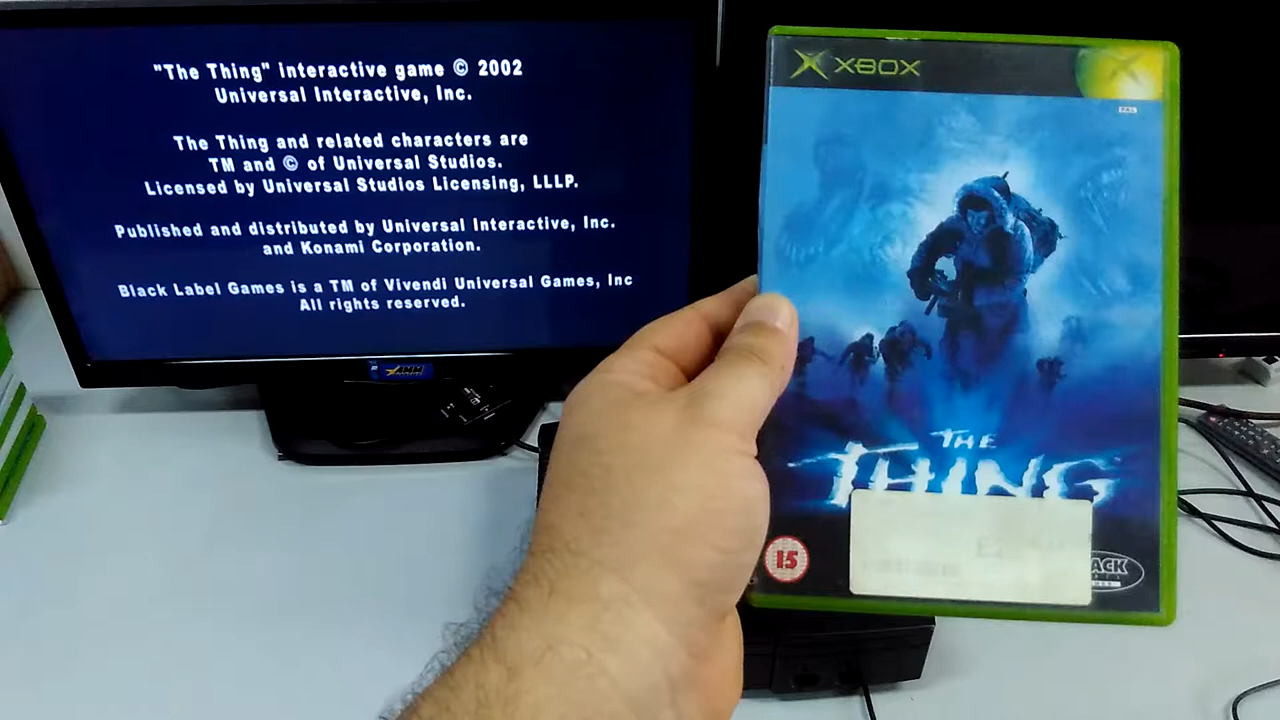 "The Thing" interactive game © 2002
Universal Interactive, Inc.
The Thing and related characters are
TM and © of Universal Studios.
Licensed by Universal Studios Licensing, LLLP.
Published and distributed by Universal Interactive, Inc.
and Konami Corporation.
Black Label Games is a TM of Vivendi Universal Games, Inc
All rights reserved.
XBOX
PAL
THE
THING
15
ACK